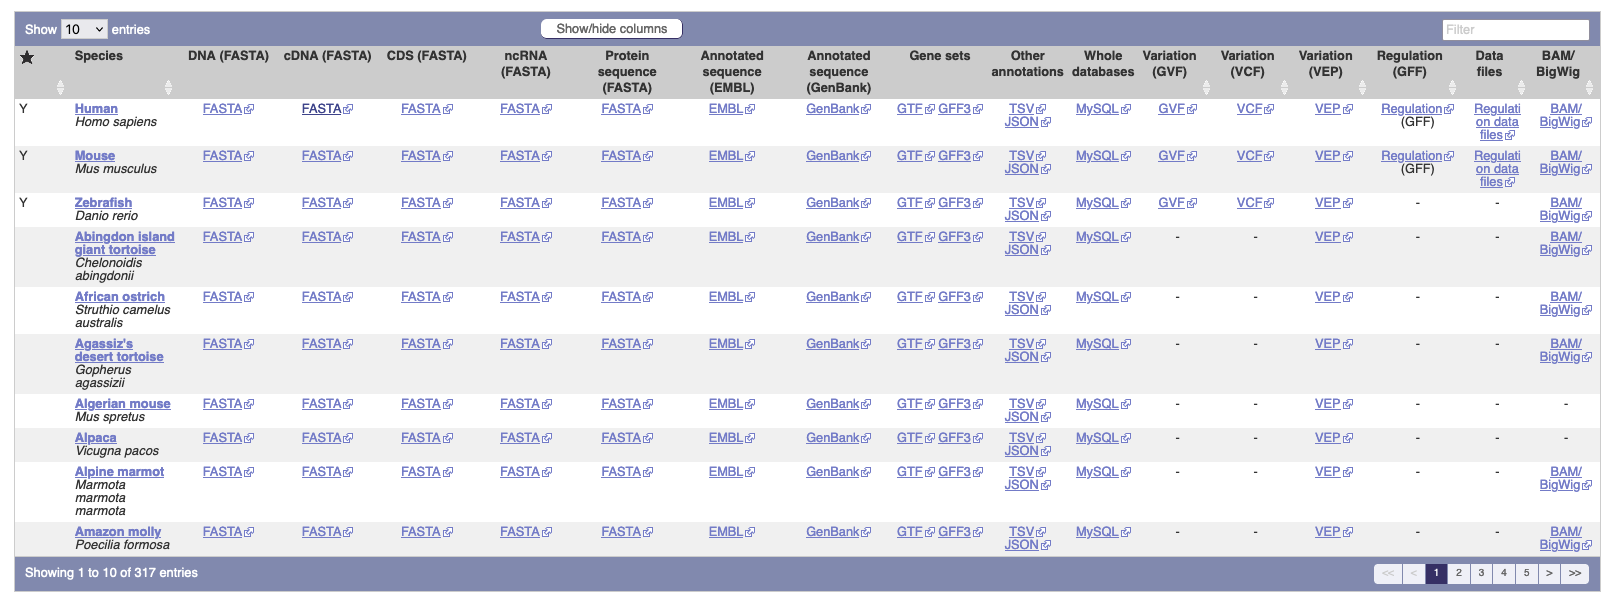 Show 10 entries Show/hide columns Filter
★ Species DNA (FASTA) cDNA (FASTA) CDS (FASTA) ncRNA (FASTA) Protein sequence (FASTA) Annotated sequence (EMBL) Annotated sequence (GenBank) Gene sets Other annotations Whole databases Variation (GVF) Variation (VCF) Variation (VEP) Regulation (GFF) Data files BAM/BigWig
Y Human FASTA FASTA FASTA FASTA FASTA EMBL GenBank GTF GFF3 TSV MySQL GVF VCF VEP Regulation Regulati BAM/
Homo sapiens JSON (GFF) on data BigWig
files
Y Mouse FASTA FASTA FASTA FASTA FASTA EMBL GenBank GTF GFF3 TSV MySQL GVF VCF VEP Regulation Regulati BAM/
Mus musculus JSON (GFF) on data BigWig
files
Y Zebrafish FASTA FASTA FASTA FASTA FASTA EMBL GenBank GTF GFF3 TSV MySQL GVF VCF VEP - - BAM/
Danio rerio JSON BigWig
Abingdon island FASTA FASTA FASTA FASTA FASTA EMBL GenBank GTF GFF3 TSV MySQL - - VEP - - BAM/
giant tortoise JSON BigWig
Chelonoidis
abingdonii
African ostrich FASTA FASTA FASTA FASTA FASTA EMBL GenBank GTF GFF3 TSV MySQL - - VEP - - BAM/
Struthio camelus JSON BigWig
australis
Agassiz's FASTA FASTA FASTA FASTA FASTA EMBL GenBank GTF GFF3 TSV MySQL - - VEP - - BAM/
desert tortoise JSON BigWig
Gopherus
agassizii
Algerian mouse FASTA FASTA FASTA FASTA FASTA EMBL GenBank GTF GFF3 TSV MySQL - - VEP - - -
Mus spretus JSON
Alpaca FASTA FASTA FASTA FASTA FASTA EMBL GenBank GTF GFF3 TSV MySQL - - VEP - - -
Vicugna pacos JSON
Alpine marmot FASTA FASTA FASTA FASTA FASTA EMBL GenBank GTF GFF3 TSV MySQL - - VEP - - BAM/
Marmota JSON BigWig
marmota
marmota
Amazon molly FASTA FASTA FASTA FASTA FASTA EMBL GenBank GTF GFF3 TSV MySQL - - VEP - - BAM/
Poecilia formosa JSON BigWig
Showing 1 to 10 of 317 entries << < 1 2 3 4 5 > >>